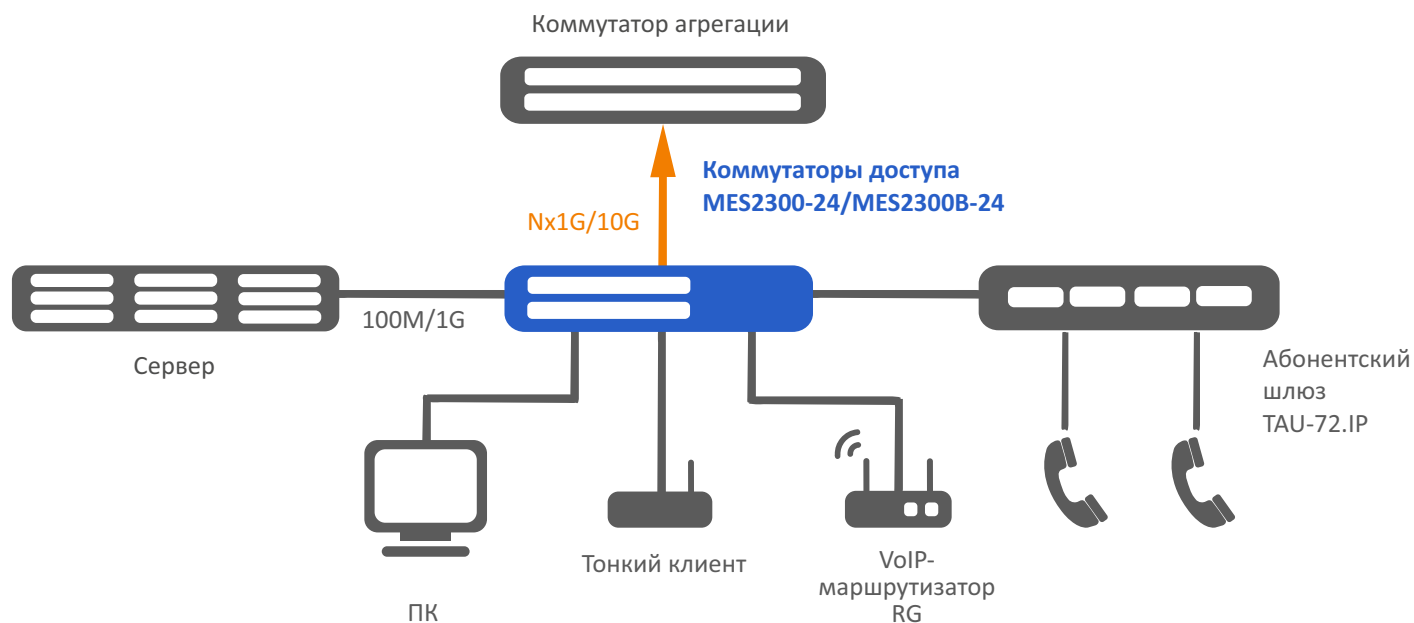 Коммутатор агрегации
Коммутаторы доступа
MES2300-24/MES2300B-24
Nx1G/10G
100M/1G
Сервер
Абонентский
шлюз
TAU-72.IP
Тонкий клиент
VoIP-
маршрутизатор
RG
ПК